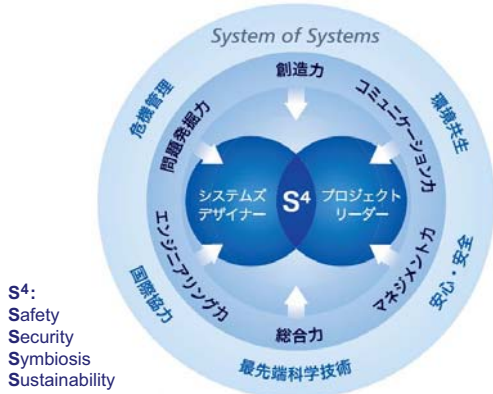 System of Systems
創造力
危機管理
環境共生
問題発掘力
コミュニケーション力
システムズ
デザイナー
S⁴
プロジェクト
リーダー
エンジニアリング力
マネジメント力
国際協力
安心・安全
総合力
最先端科学技術
S⁴:
Safety
Security
Symbiosis
Sustainability